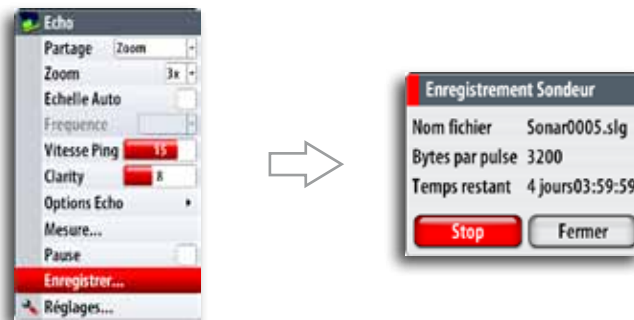 Echo
Partage Zoom
Zoom 3x
Echelle Auto
Frequence
Vitesse Ping 15
Clarity 8
Options Echo
Mesure...
Pause
Enregistrer...
Réglages...
Enregistrement Sondeur
Nom fichier Sonar0005.slg
Bytes par pulse 3200
Temps restant 4 jours03:59:59
Stop Fermer